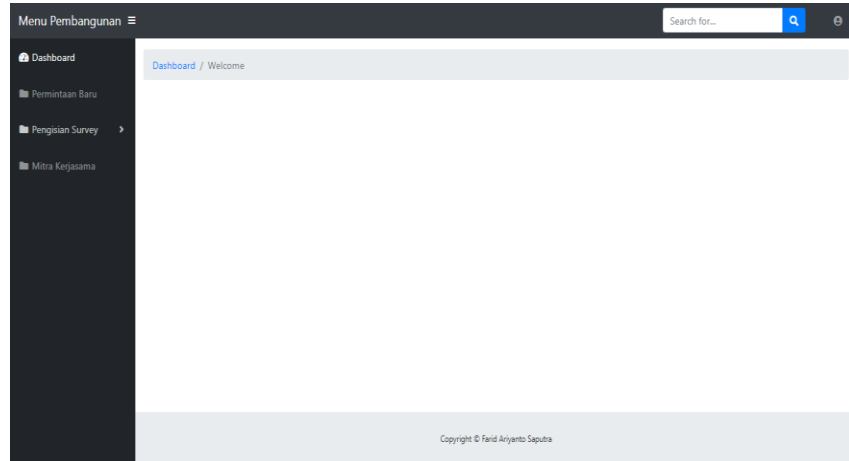 Menu Pembangunan
Search for...
Dashboard
Permintaan Baru
Pengisian Survey
Mitra Kerjasama
Dashboard / Welcome
Copyright © Farid Ariyanto Saputra